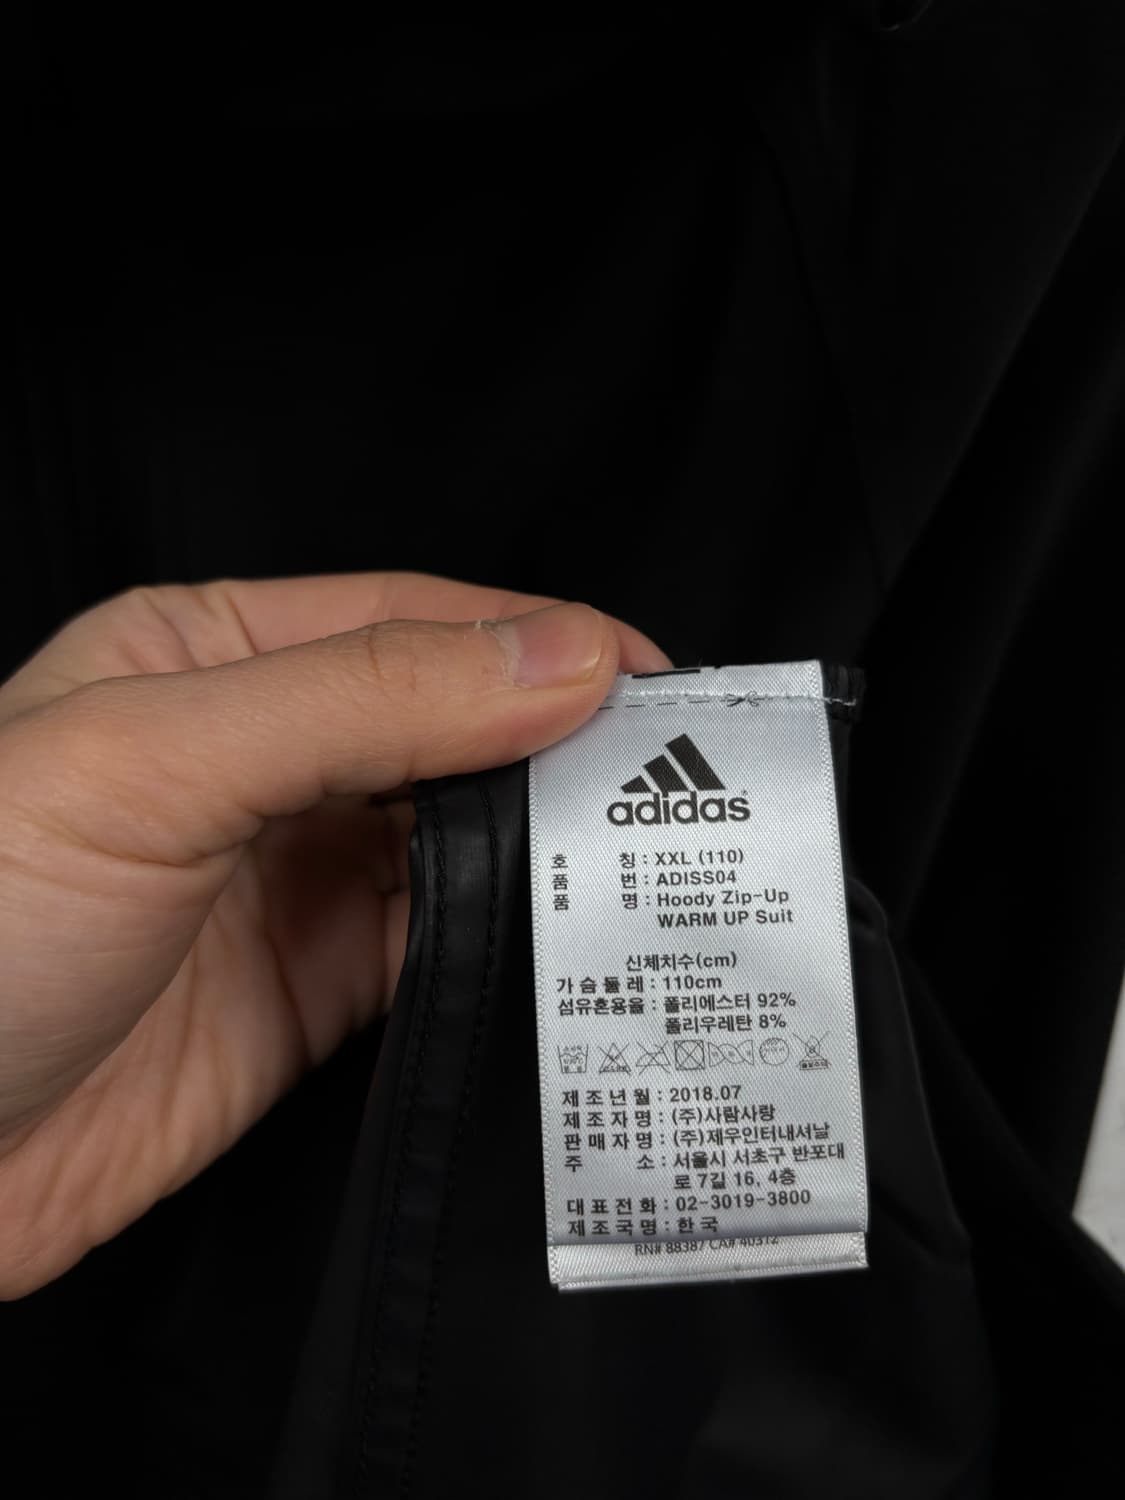 adidas
호 칭 : XXL (110)
품 번 : ADISS04
품 명 : Hoody Zip-Up
WARM UP Suit
신체치수(cm)
가 슴 둘 레 : 110cm
섬유혼용율 : 폴리에스터 92%
폴리우레탄 8%
제 조 년 월 : 2018.07
제 조 자 명 : (주)사람사랑
판 매 자 명 : (주)제우인터내셔날
주 소 : 서울시 서초구 반포대
로 7길 16, 4층
대 표 전 화 : 02-3019-3800
제 조 국 명 : 한 국
RN# 88387 CA# 40312